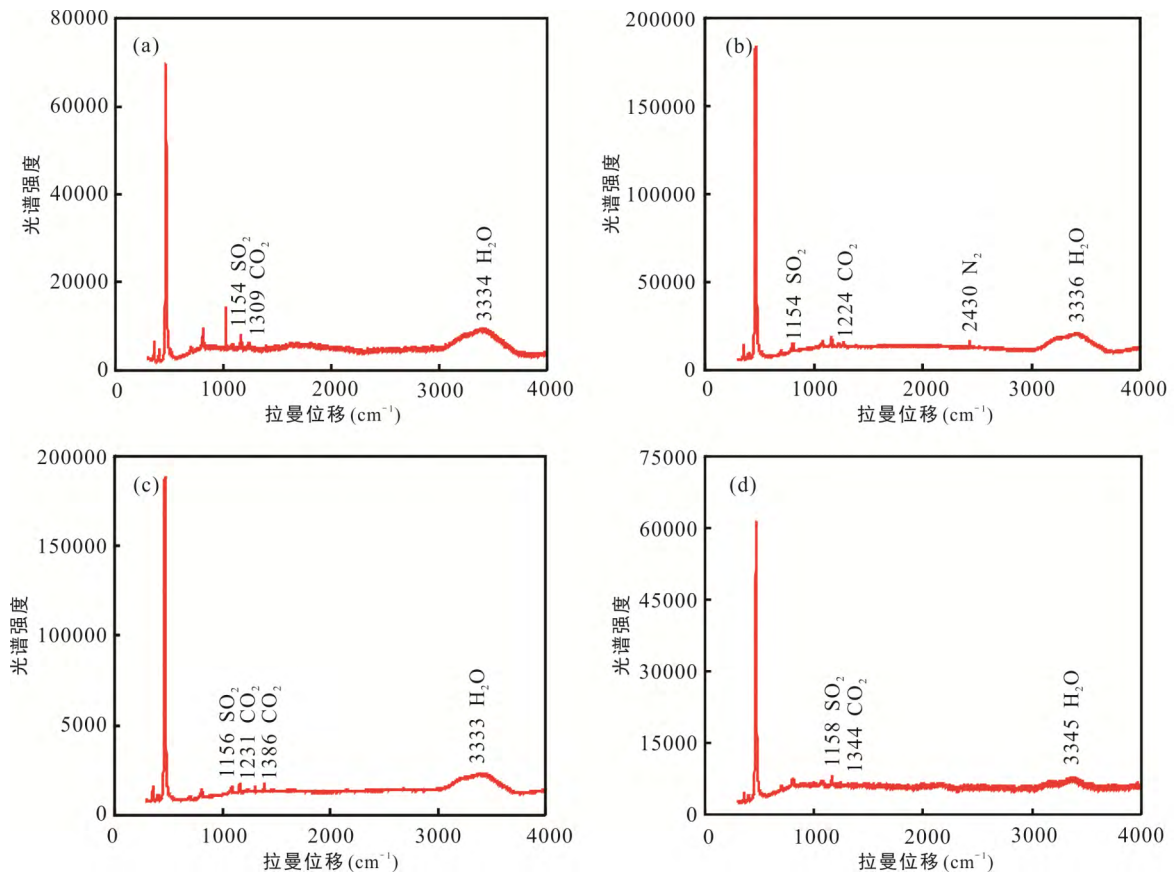 (a)
80000
60000
40000
20000
0
光谱强度
1154 SO₂
1309 CO₂
3334 H₂O
0 1000 2000 3000 4000
拉曼位移(cm⁻¹)
(b)
200000
150000
100000
50000
0
光谱强度
1154 SO₂
1224 CO₂
2430 N₂
3336 H₂O
0 1000 2000 3000 4000
拉曼位移(cm⁻¹)
(c)
200000
150000
100000
5000
0
光谱强度
1156 SO₂
1231 CO₂
1386 CO₂
3333 H₂O
0 1000 2000 3000 4000
拉曼位移(cm⁻¹)
(d)
75000
60000
45000
30000
15000
0
光谱强度
1158 SO₂
1344 CO₂
3345 H₂O
0 1000 2000 3000 4000
拉曼位移(cm⁻¹)